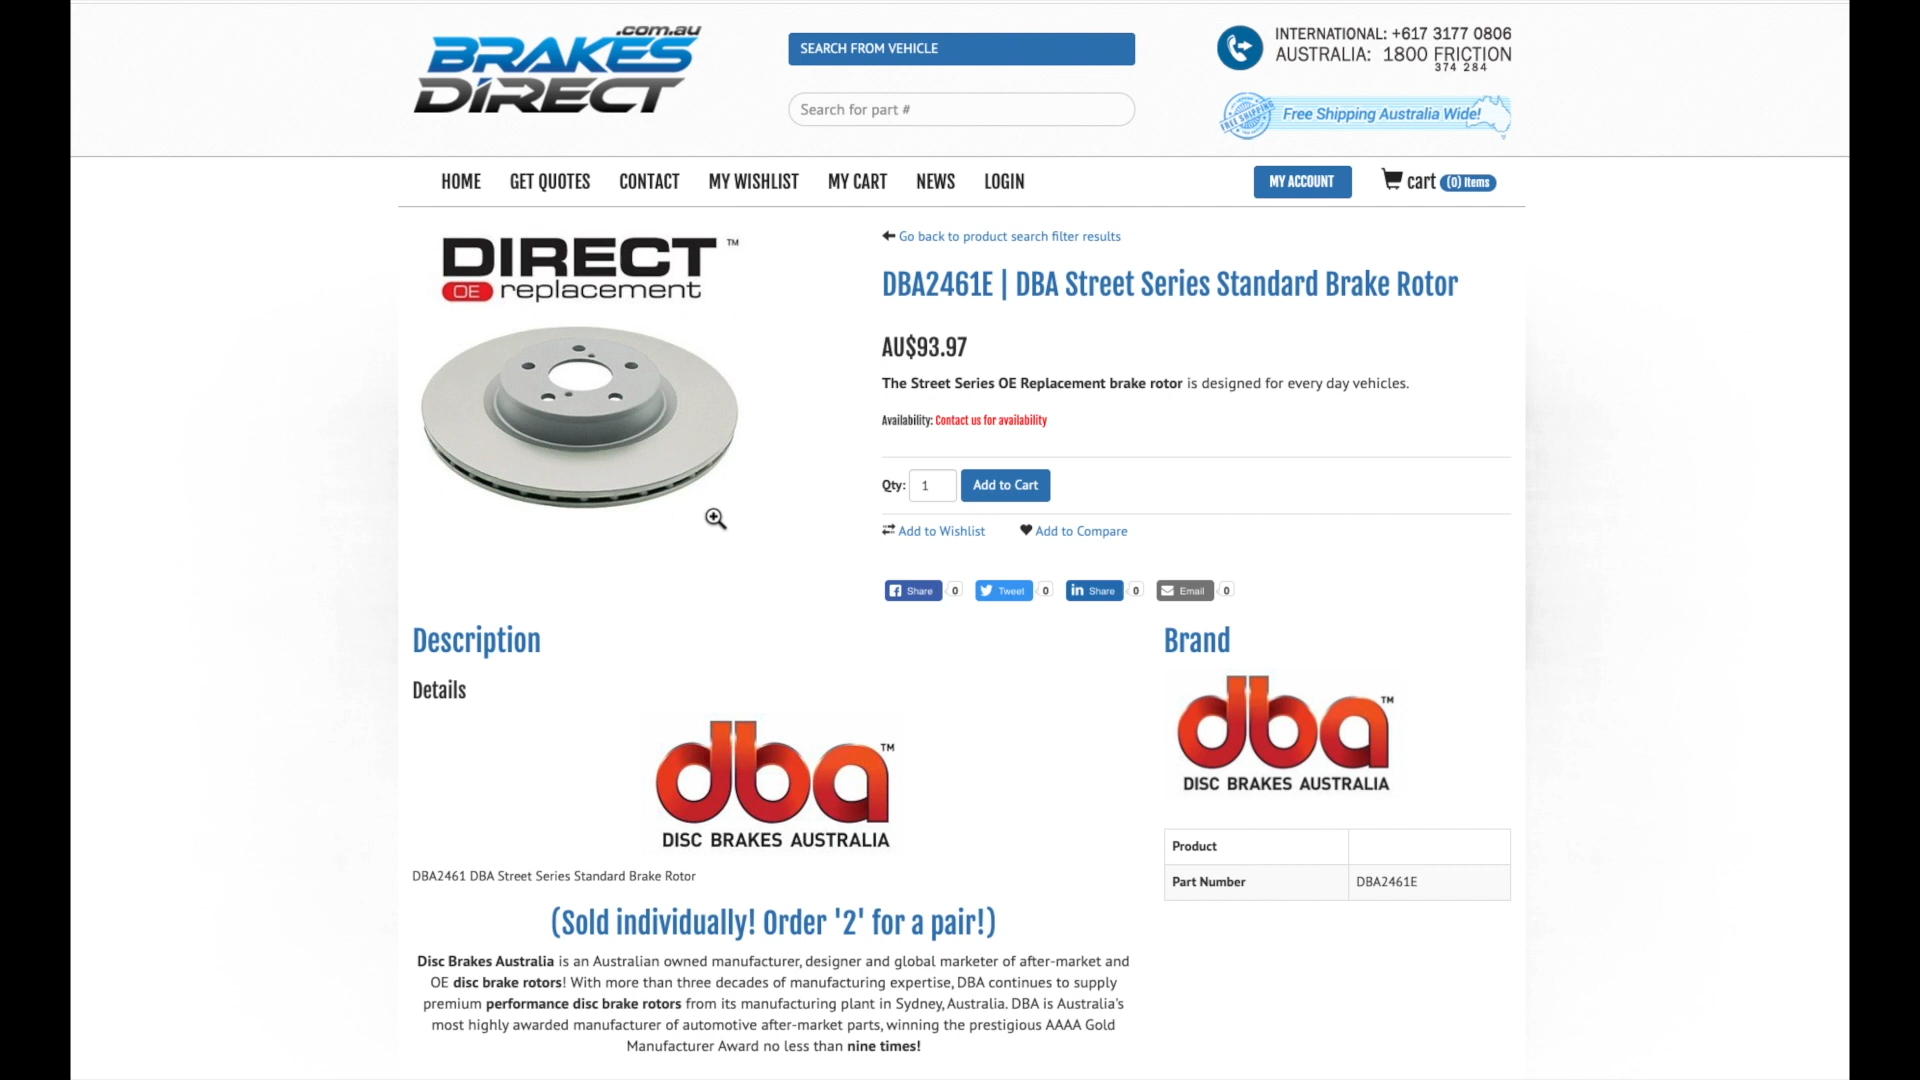 .com.au
BRAKES
DIRECT
SEARCH FROM VEHICLE
Search for part #
INTERNATIONAL: +617 3177 0806
AUSTRALIA: 1800 FRICTION
374 284
FREE SHIPPING
Free Shipping Australia Wide!
HOME GET QUOTES CONTACT MY WISHLIST MY CART NEWS LOGIN
MY ACCOUNT
cart (0) Items
DIRECT™
OE replacement
Go back to product search filter results
DBA2461E | DBA Street Series Standard Brake Rotor
AU$93.97
The Street Series OE Replacement brake rotor is designed for every day vehicles.
Availability: Contact us for availability
Qty: 1 Add to Cart
Add to Wishlist Add to Compare
Share 0 Tweet 0 Share 0 Email 0
Description
Details
dba™
DISC BRAKES AUSTRALIA
DBA2461 DBA Street Series Standard Brake Rotor
(Sold individually! Order '2' for a pair!)
Disc Brakes Australia is an Australian owned manufacturer, designer and global marketer of after-market and
OE disc brake rotors! With more than three decades of manufacturing expertise, DBA continues to supply
premium performance disc brake rotors from its manufacturing plant in Sydney, Australia. DBA is Australia's
most highly awarded manufacturer of automotive after-market parts, winning the prestigious AAAA Gold
Manufacturer Award no less than nine times!
Brand
dba™
DISC BRAKES AUSTRALIA
Product
Part Number DBA2461E